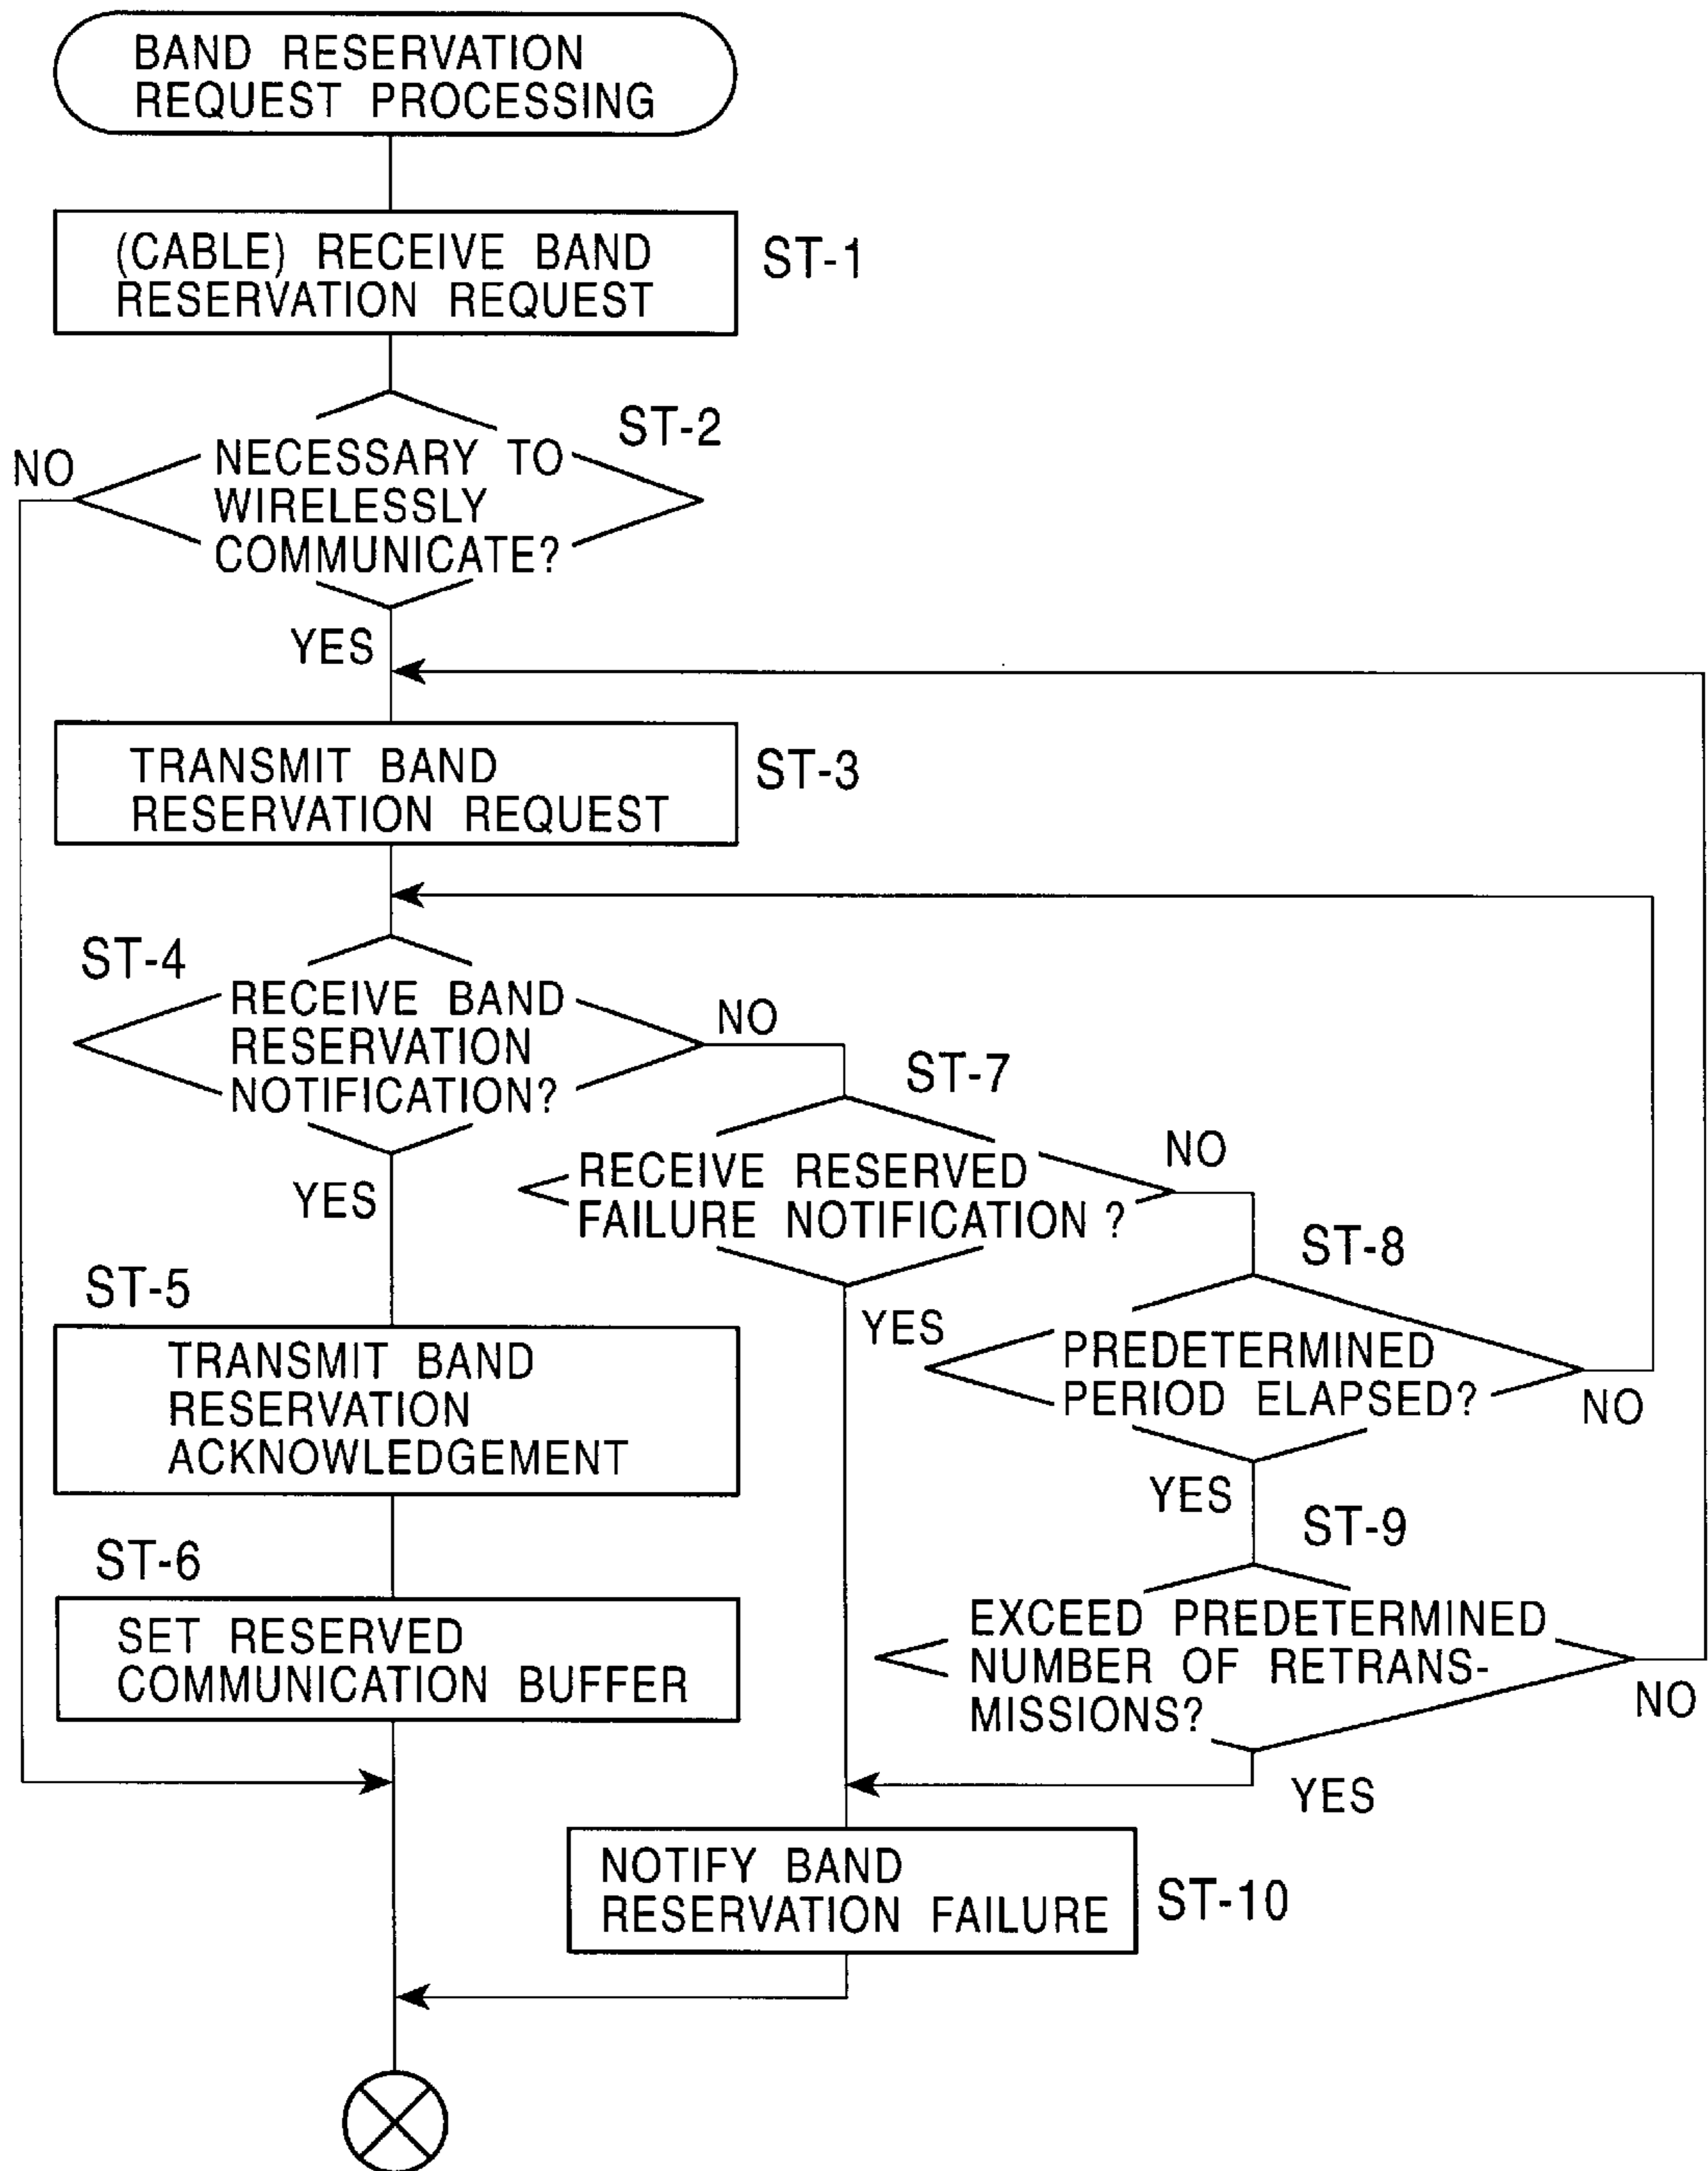 BAND RESERVATION
REQUEST PROCESSING
(CABLE) RECEIVE BAND
RESERVATION REQUEST
ST-1
ST-2
NO
NECESSARY TO
WIRELESSLY
COMMUNICATE?
YES
TRANSMIT BAND
RESERVATION REQUEST
ST-3
ST-4
RECEIVE BAND
RESERVATION
NOTIFICATION?
NO
YES
ST-7
RECEIVE RESERVED
FAILURE NOTIFICATION ?
NO
YES
ST-5
TRANSMIT BAND
RESERVATION
ACKNOWLEDGEMENT
ST-8
PREDETERMINED
PERIOD ELAPSED?
NO
YES
ST-6
SET RESERVED
COMMUNICATION BUFFER
ST-9
EXCEED PREDETERMINED
NUMBER OF RETRANS-
MISSIONS?
NO
YES
NOTIFY BAND
RESERVATION FAILURE
ST-10